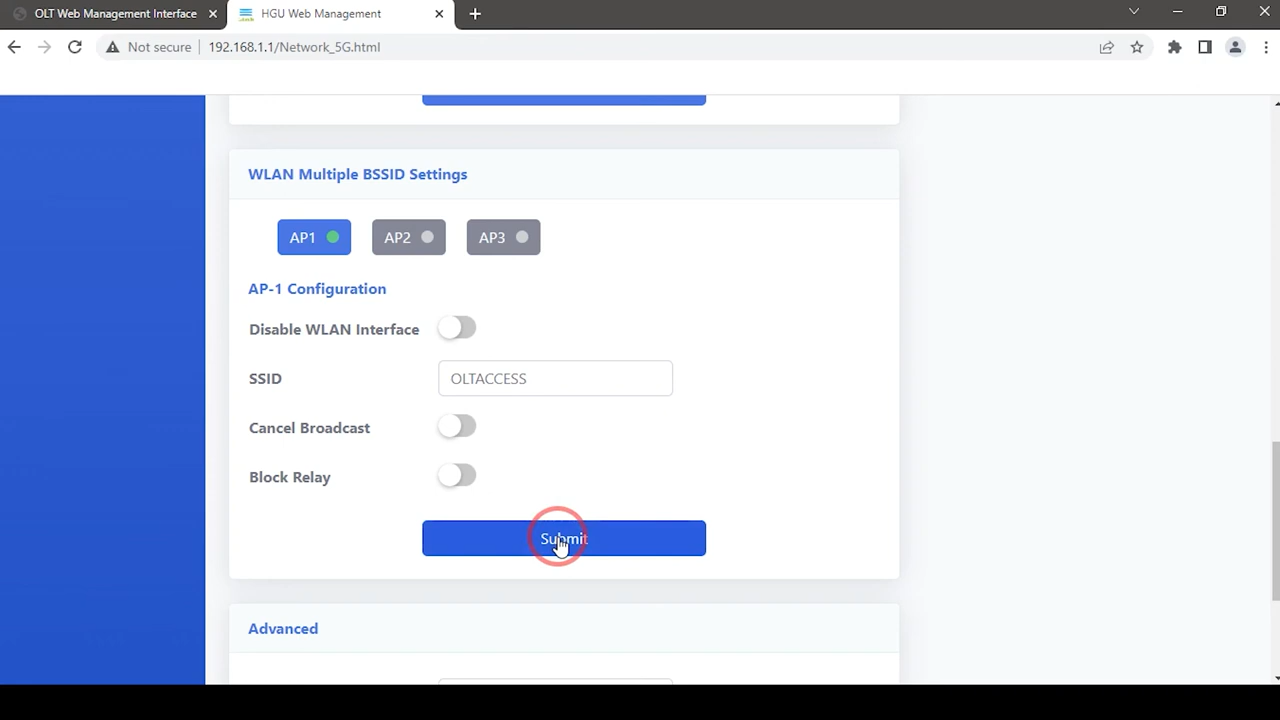 OLT Web Management Interface
HGU Web Management
Not secure
192.168.1.1/Network_5G.html
WLAN Multiple BSSID Settings
AP1
AP2
AP3
AP-1 Configuration
Disable WLAN Interface
SSID
OLTACCESS
Cancel Broadcast
Block Relay
Submit
Advanced